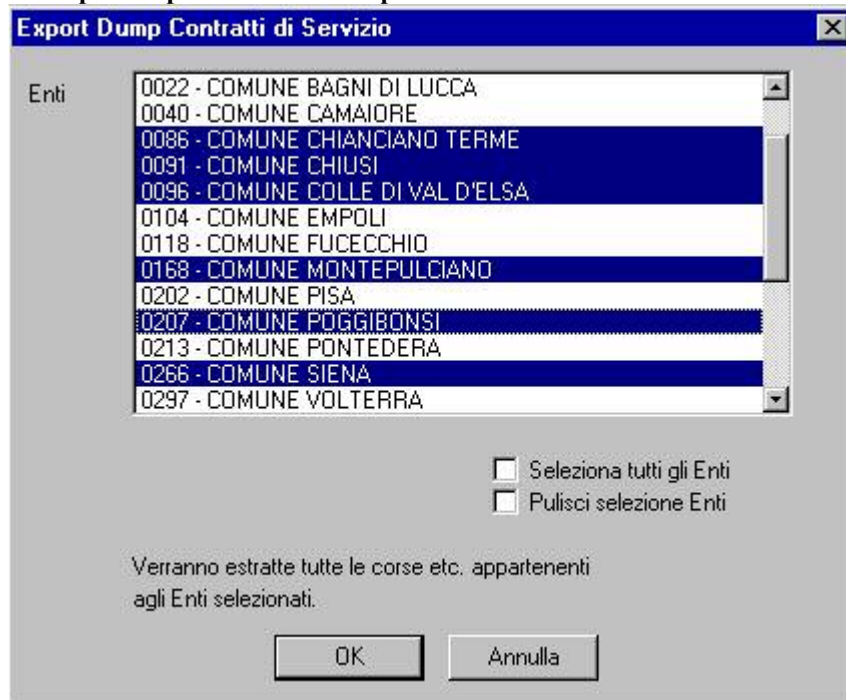 Export Dump Contratti di Servizio
Enti
0022 - COMUNE BAGNI DI LUCCA
0040 - COMUNE CAMAIORE
0086 - COMUNE CHIANCIANO TERME
0091 - COMUNE CHIUSI
0096 - COMUNE COLLE DI VAL D'ELSA
0104 - COMUNE EMPOLI
0118 - COMUNE FUCECCHIO
0168 - COMUNE MONTEPULCIANO
0202 - COMUNE PISA
0207 - COMUNE POGGIBONSI
0213 - COMUNE PONTEDERA
0266 - COMUNE SIENA
0297 - COMUNE VOLTERRA
Seleziona tutti gli Enti
Pulisci selezione Enti
Verranno estratte tutte le corse etc. appartenenti
agli Enti selezionati.
OK Annulla